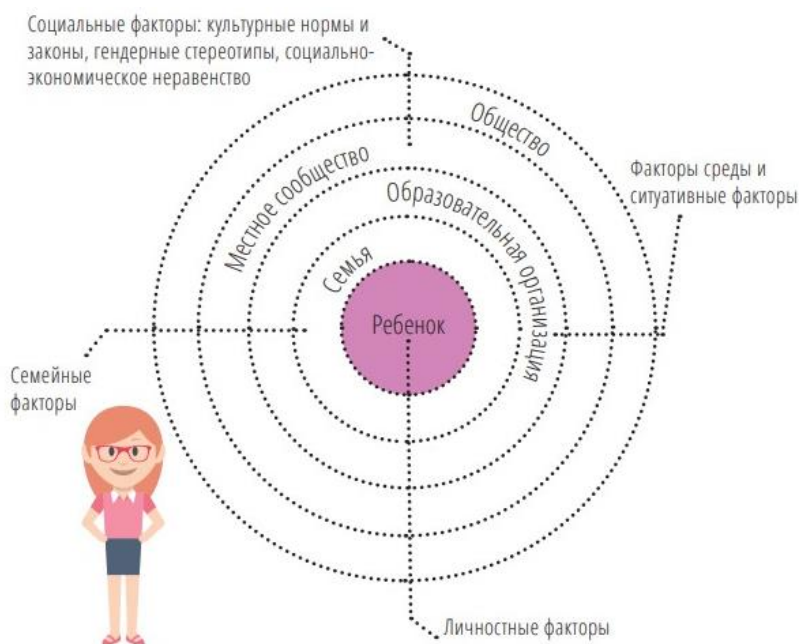 Социальные факторы: культурные нормы и
законы, гендерные стереотипы, социально-
экономическое неравенство
Общество
Местное сообщество
Образовательная организация
Факторы среды и
ситуативные факторы
Семья
Ребенок
Семейные
факторы
Личностные факторы